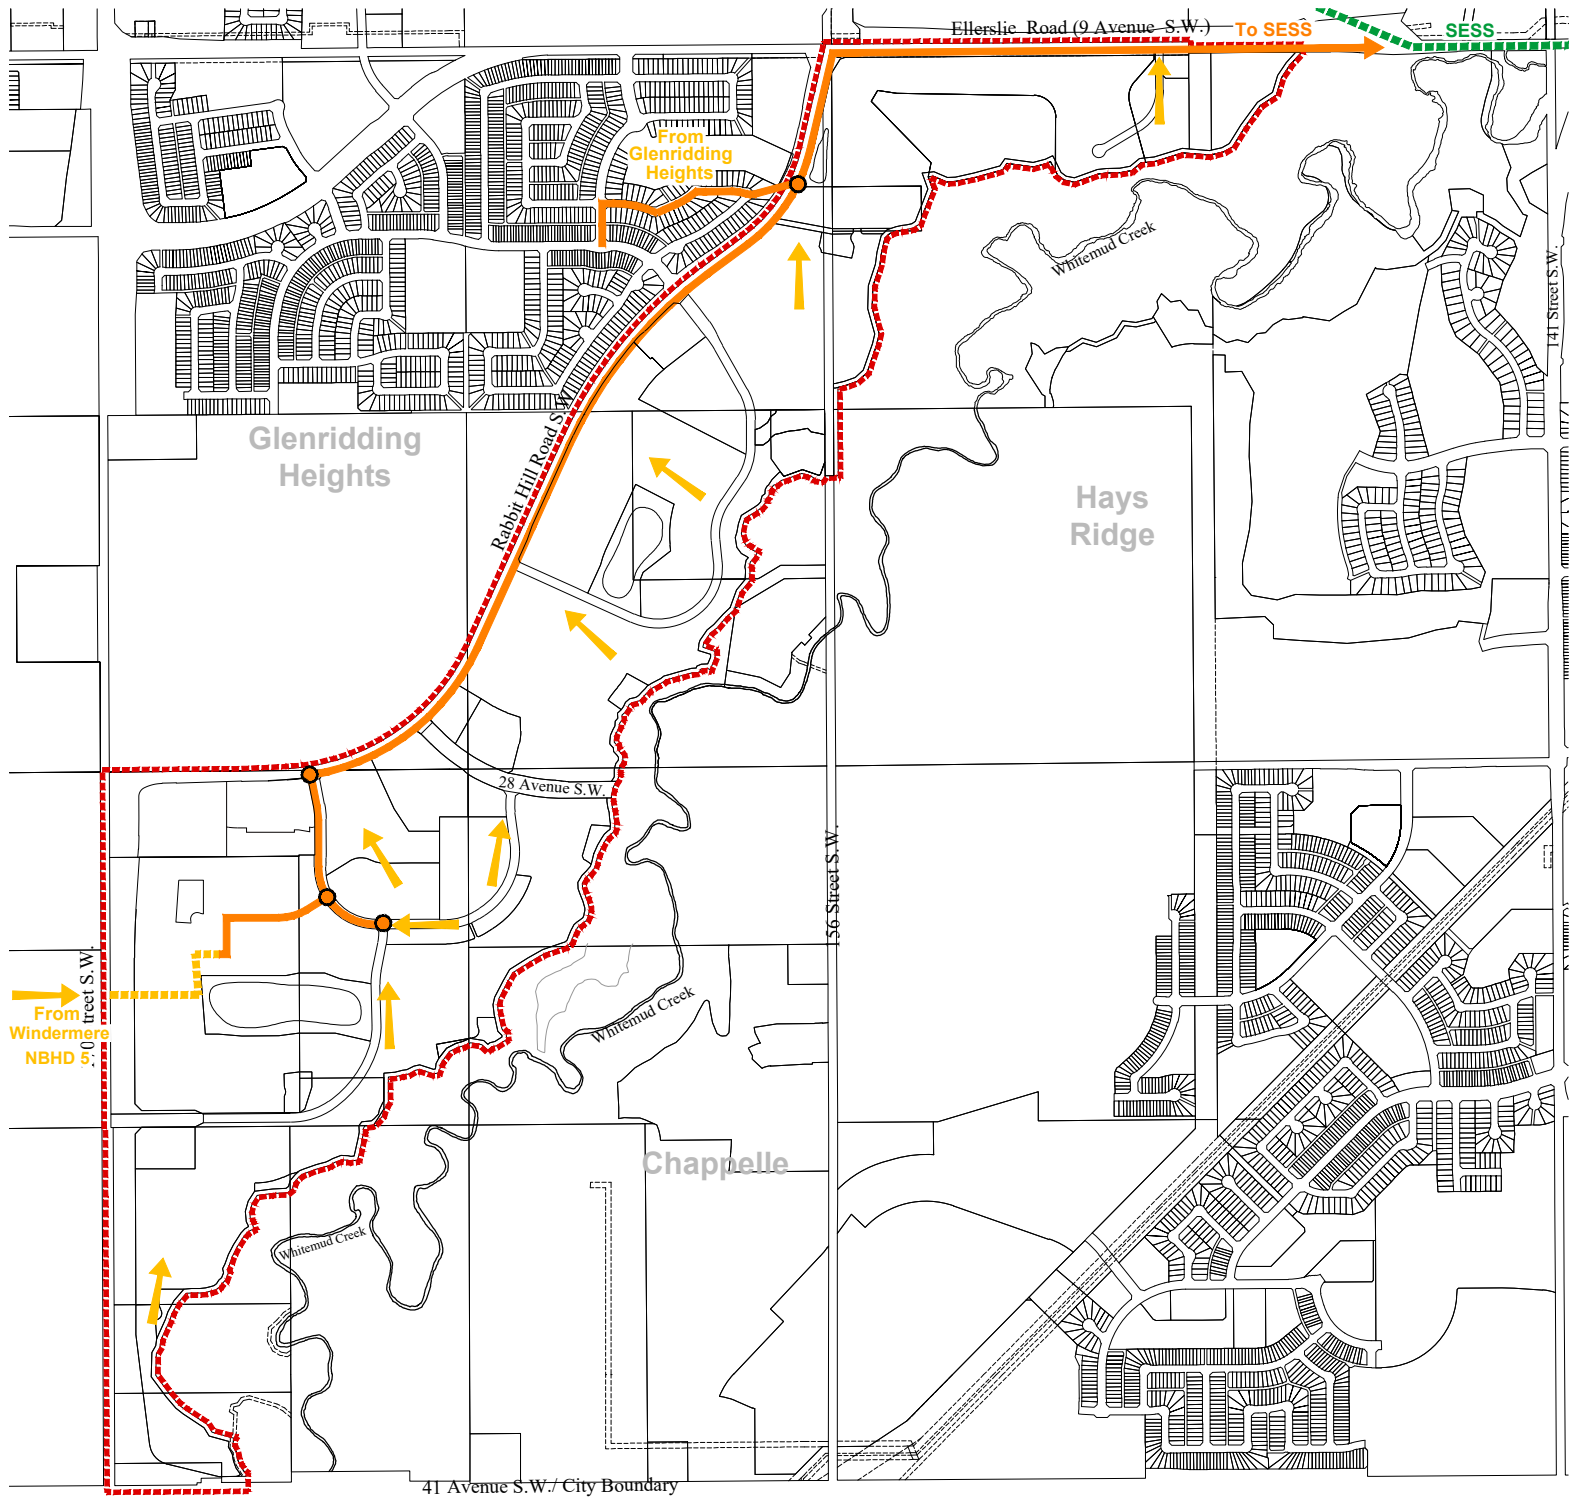 Ellerslie Road (9 Avenue S.W.)
To SESS
SESS
From
Glenridding
Heights
Whitemud Creek
141 Street S.W.
Glenridding
Heights
Rabbit Hill Road S.W.
Hays
Ridge
28 Avenue S.W.
156 Street S.W.
treet S.W.
From
Windermere
NBHD 5
Whitemud Creek
Chappelle
Whitemud Creek
41 Avenue S.W./ City Boundary